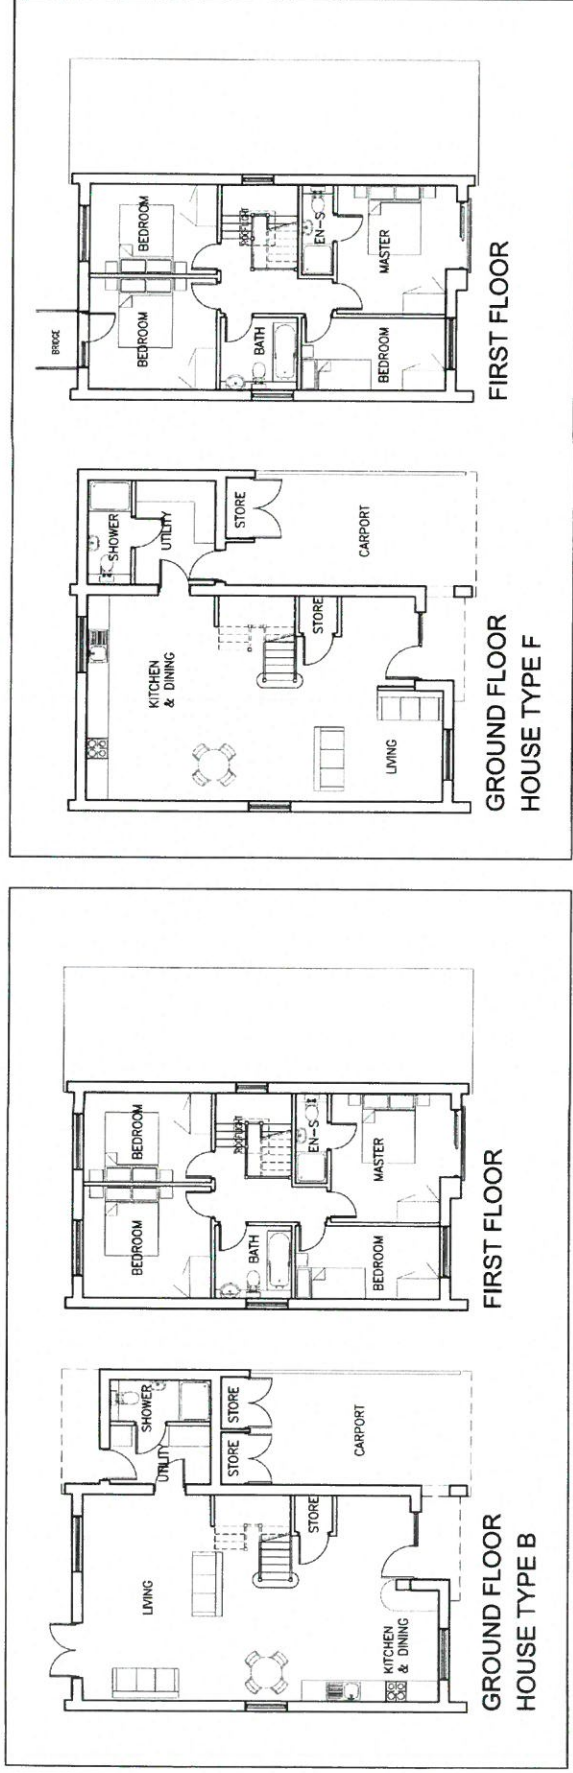 BRIDGE
BEDROOM
BEDROOM
ROOFLIGHT
BATH
EN-S
BEDROOM
MASTER
FIRST FLOOR
SHOWER
UTILITY
STORE
KITCHEN
& DINING
STORE
CARPORT
LIVING
GROUND FLOOR
HOUSE TYPE F
BEDROOM
BEDROOM
ROOFLIGHT
BATH
EN-S
BEDROOM
MASTER
FIRST FLOOR
SHOWER
UTILITY
LIVING
STORE
STORE
STORE
KITCHEN
& DINING
CARPORT
GROUND FLOOR
HOUSE TYPE B